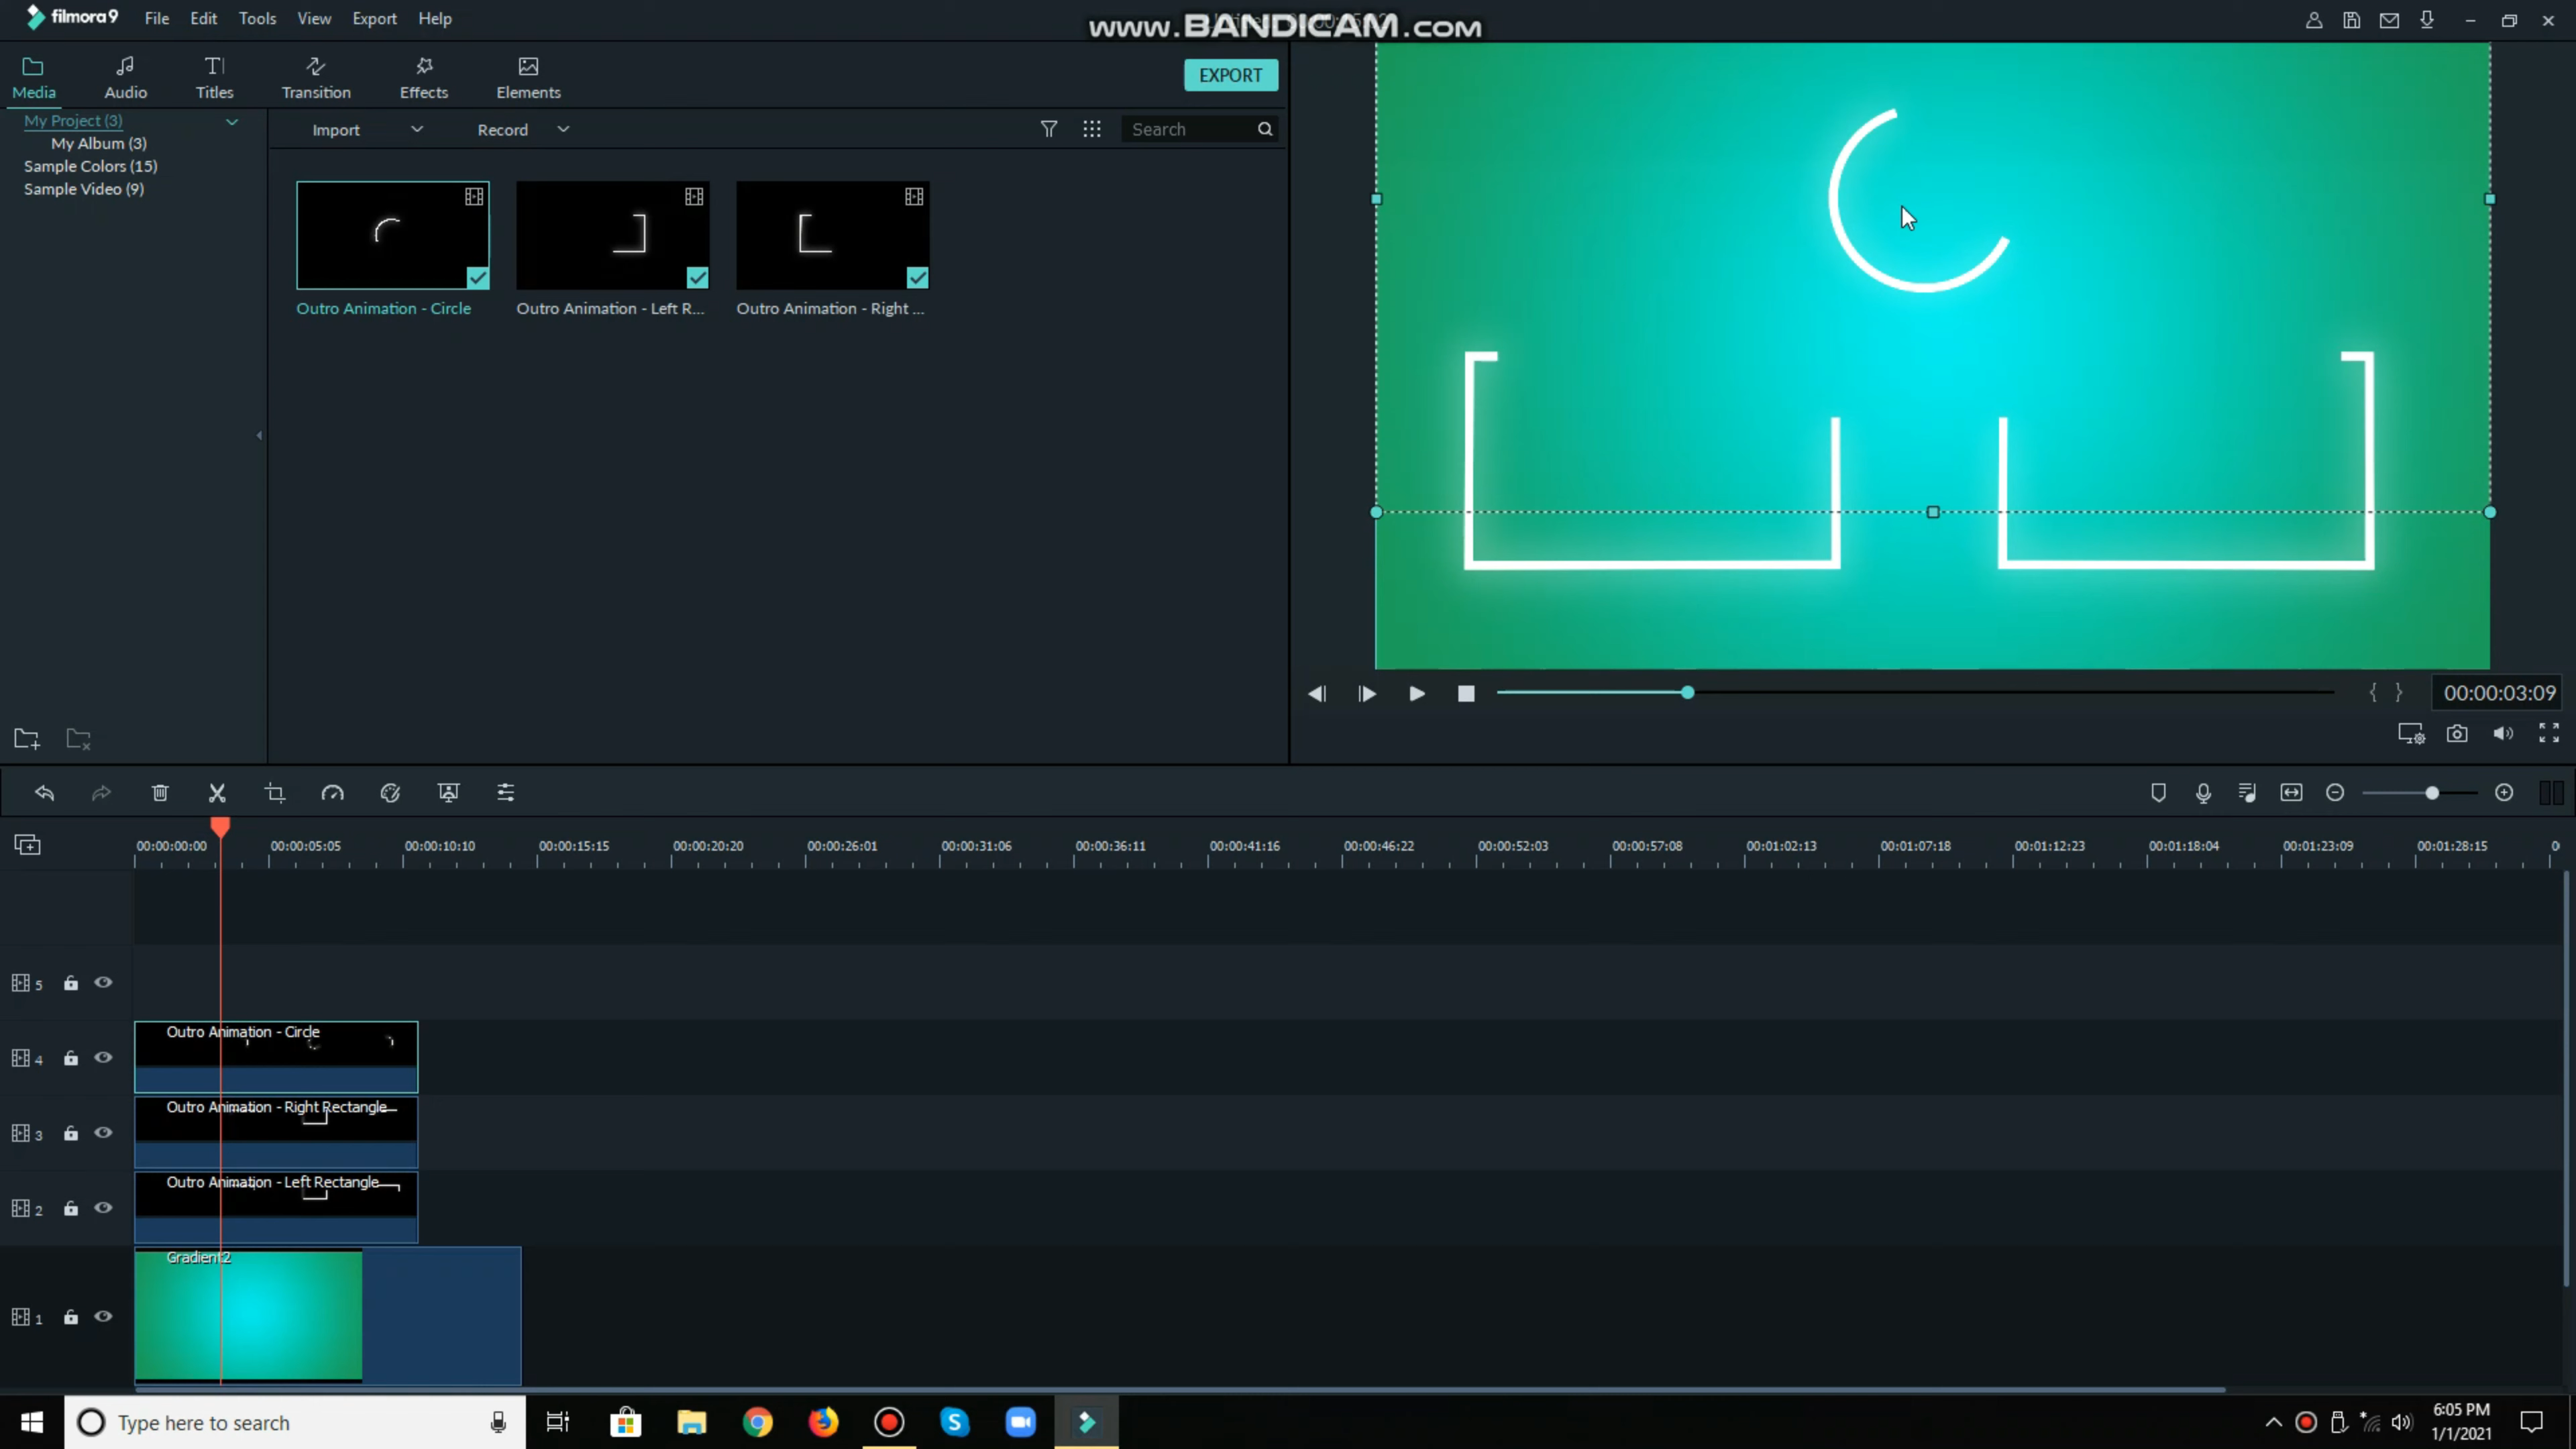 filmora9 File Edit Tools View Export Help
www.BANDICAM.com
Media Audio Titles Transition Effects Elements
EXPORT
My Project (3)
My Album (3)
Sample Colors (15)
Sample Video (9)
Import Record Search
Outro Animation - Circle Outro Animation - Left R... Outro Animation - Right ...
{ } 00:00:03:09
00:00:00:00 00:00:05:05 00:00:10:10 00:00:15:15 00:00:20:20 00:00:26:01 00:00:31:06 00:00:36:11 00:00:41:16 00:00:46:22 00:00:52:03 00:00:57:08 00:01:02:13 00:01:07:18 00:01:12:23 00:01:18:04 00:01:23:09 00:01:28:15
5
Outro Animation - Circle
4
Outro Animation - Right Rectangle
3
Outro Animation - Left Rectangle
2
Gradient2
1
Type here to search
6:05 PM
1/1/2021